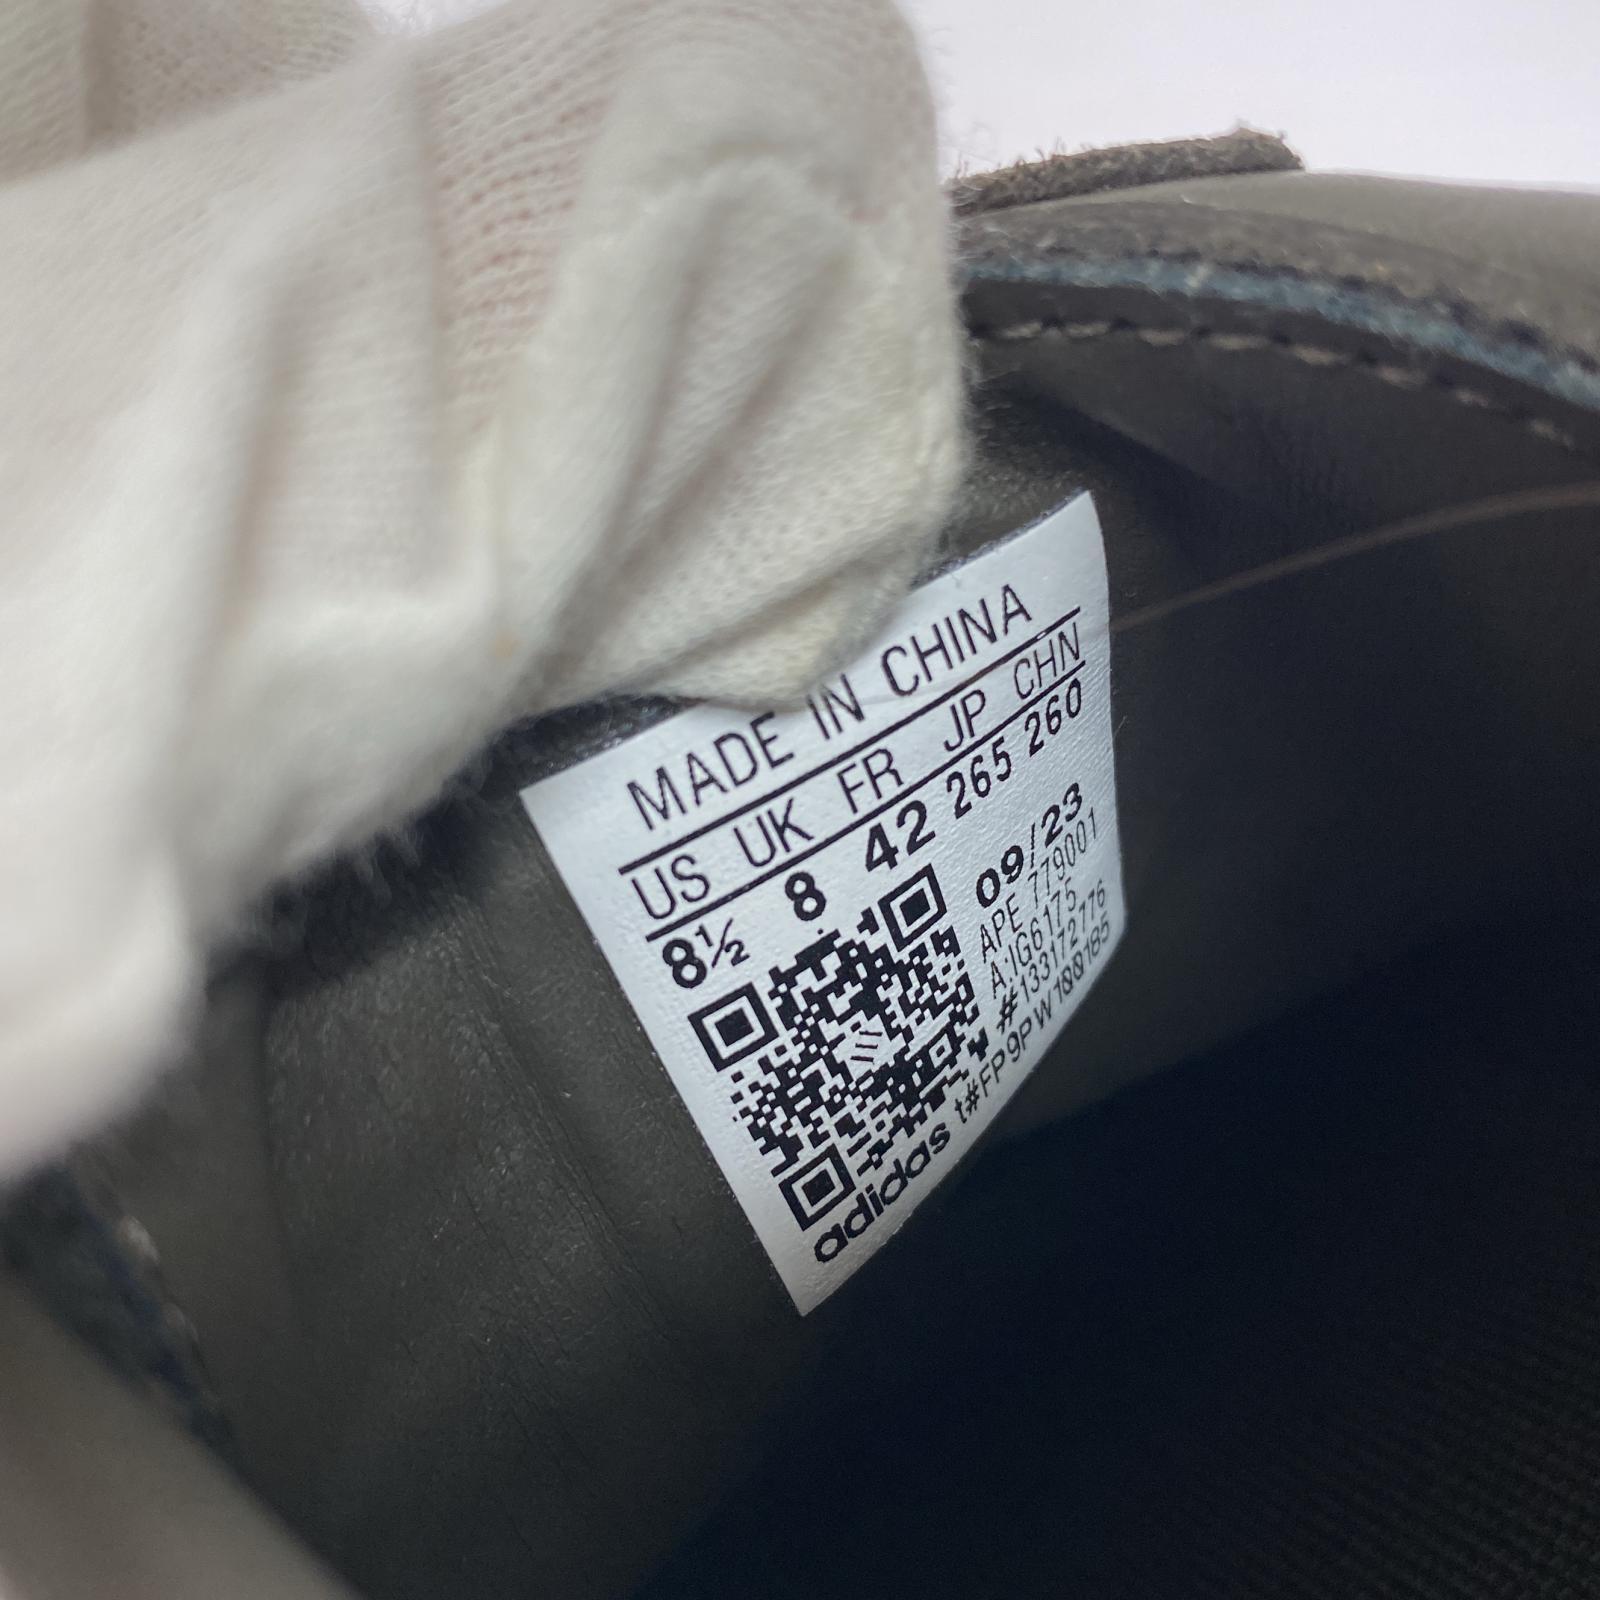 MADE IN CHINA
US UK FR JP CHN
8½ 8 42 265 260
09/23
APE 779001
A:IG6175
#133172776
t#FP9PW100185
adidas